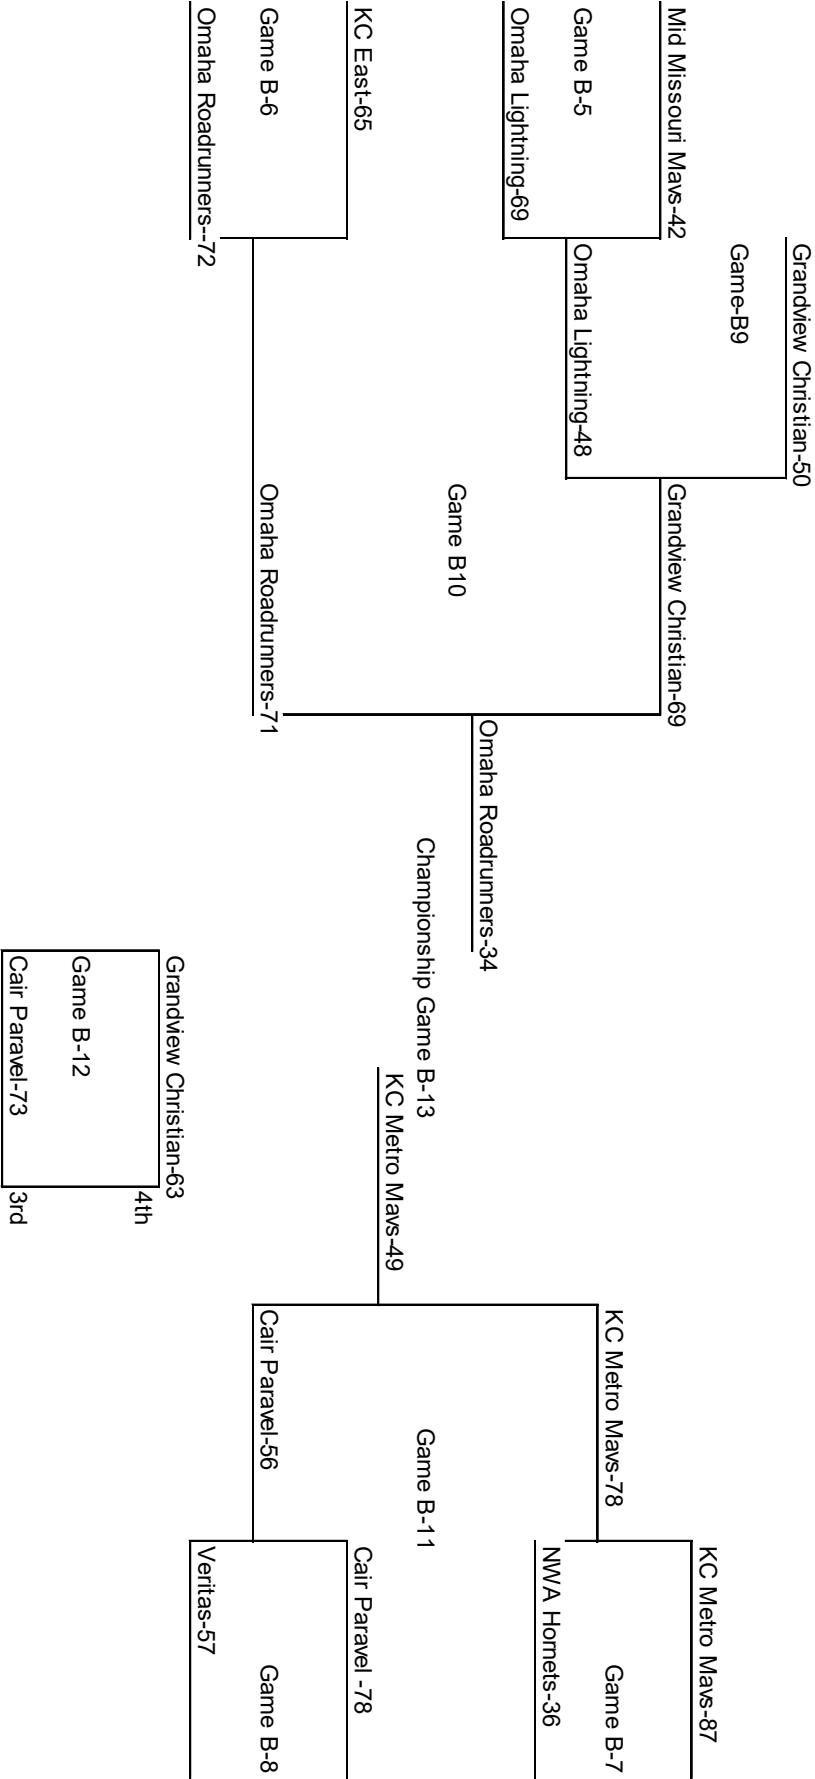 Grandview Christian-50
Game-B9
KC Metro Mavs-87
Mid Missouri Mavs-42
Grandview Christian-69
KC Metro Mavs-78
Game B-7
Game B-5
Omaha Lightning-48
NWA Hornets-36
Omaha Lightning-69
Omaha Roadrunners-34
Game B10
Championship Game B-13
Game B-11
KC Metro Mavs-49
KC East-65
Cair Paravel -78
Game B-6
Omaha Roadrunners-71
Cair Paravel-56
Game B-8
Omaha Roadrunners--72
Veritas-57
Grandview Christian-63
4th
Game B-12
Cair Paravel-73
3rd